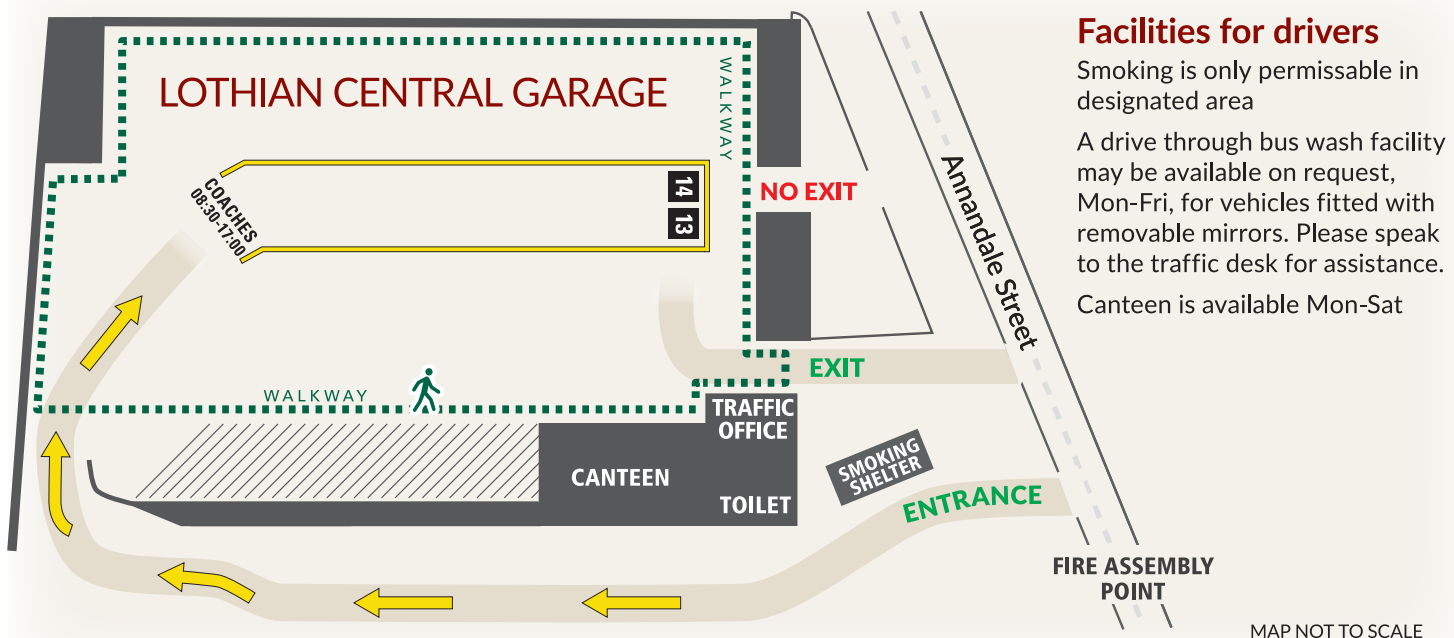 LOTHIAN CENTRAL GARAGE
WALKWAY
COACHES
08:30-17:00
14
13
NO EXIT
Annandale Street
EXIT
WALKWAY
TRAFFIC
OFFICE
CANTEEN
TOILET
SMOKING
SHELTER
ENTRANCE
FIRE ASSEMBLY
POINT
Facilities for drivers
Smoking is only permissable in
designated area
A drive through bus wash facility
may be available on request,
Mon-Fri, for vehicles fitted with
removable mirrors. Please speak
to the traffic desk for assistance.
Canteen is available Mon-Sat
MAP NOT TO SCALE